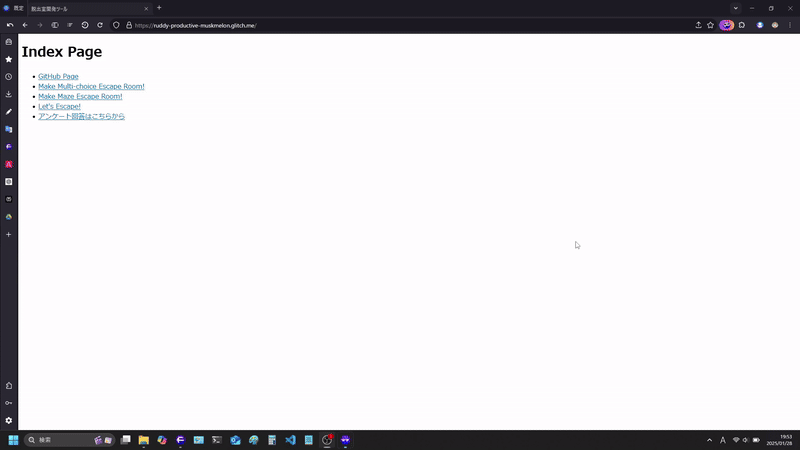 既定
脱出室開発ツール
https://ruddy-productive-muskmelon.glitch.me/
Index Page
GitHub Page
Make Multi-choice Escape Room!
Make Maze Escape Room!
Let's Escape!
アンケート回答はこちらから
検索
A
19:53
2025/01/28